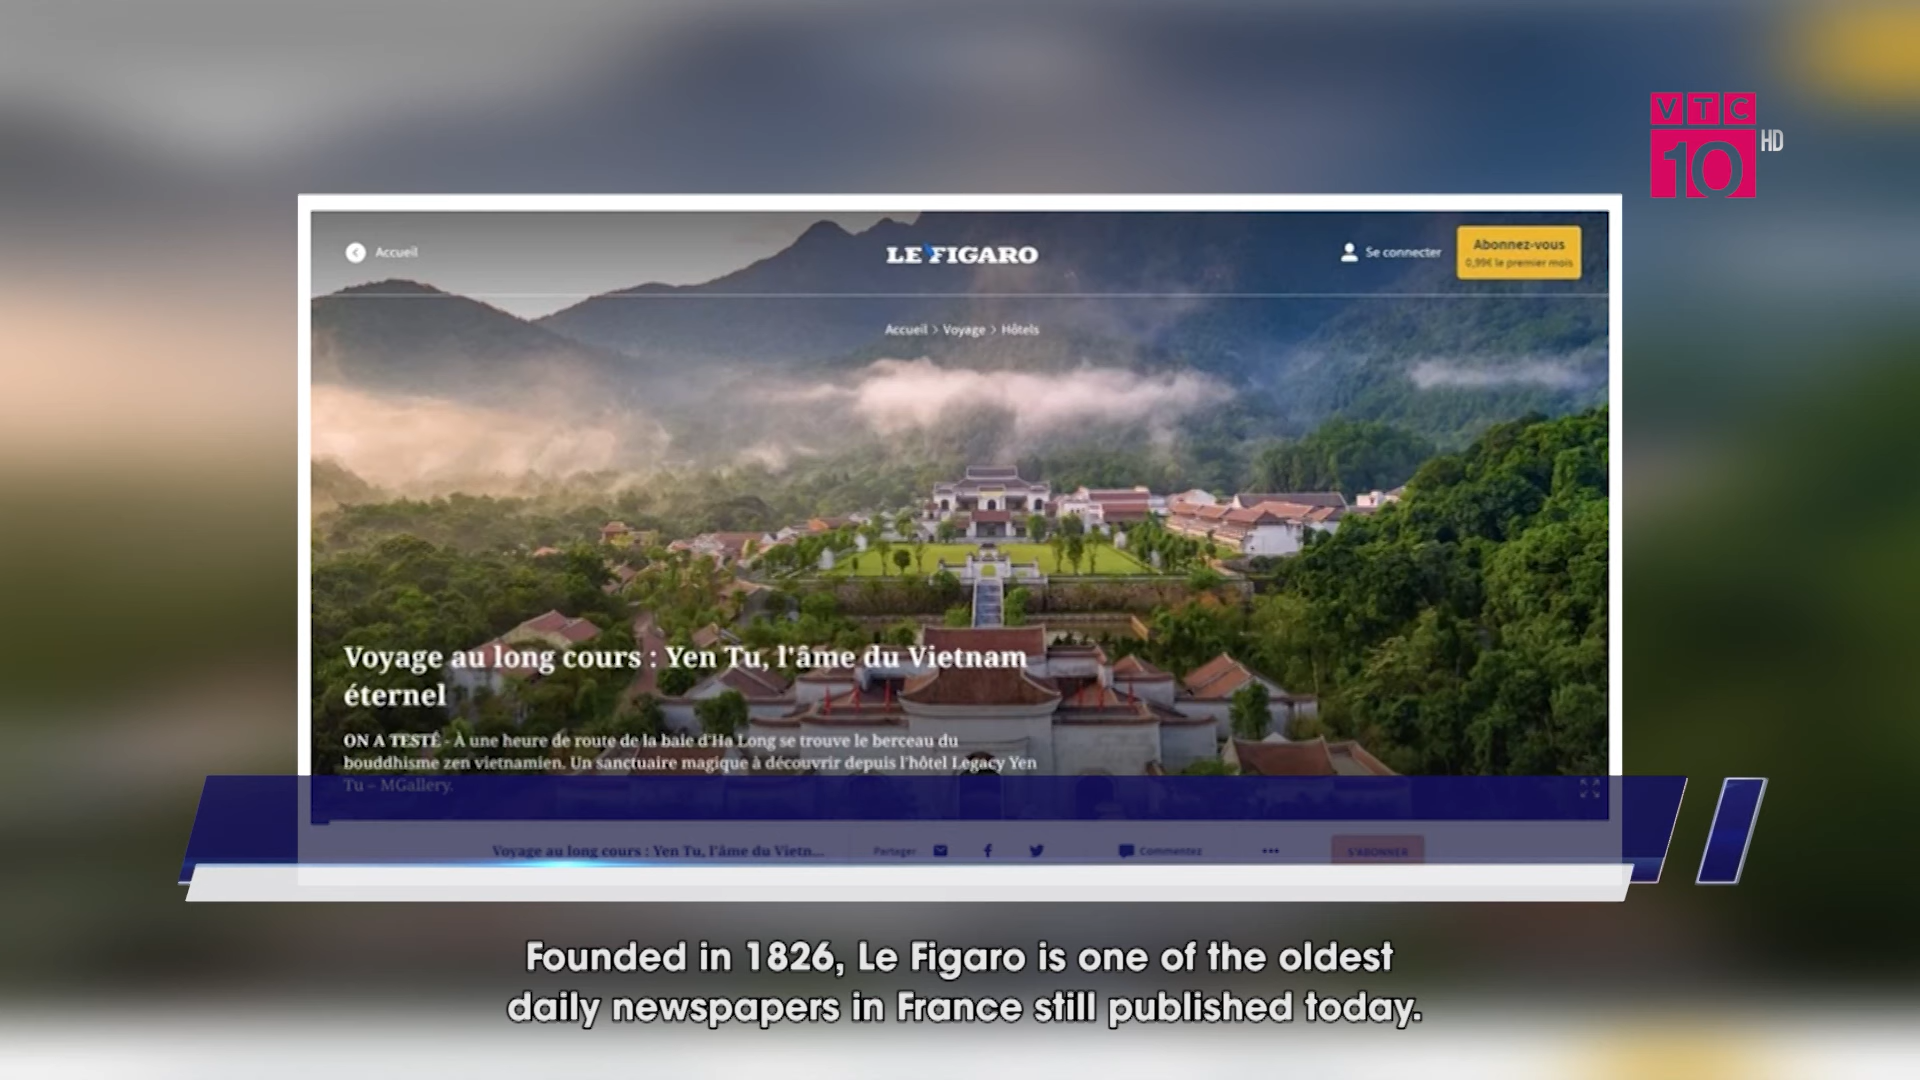 VTC
10 HD
Accueil
LE FIGARO
Se connecter
Abonnez-vous
0,99€ le premier mois
Accueil > Voyage > Hôtels
Voyage au long cours : Yen Tu, l'âme du Vietnam
éternel
ON A TESTÉ - À une heure de route de la baie d'Ha Long se trouve le berceau du
bouddhisme zen vietnamien. Un sanctuaire magique à découvrir depuis l'hôtel Legacy Yen
Tu – MGallery.
Voyage au long cours : Yen Tu, l'âme du Vietn...
Partager
Commentez
S'ABONNER
Founded in 1826, Le Figaro is one of the oldest
daily newspapers in France still published today.